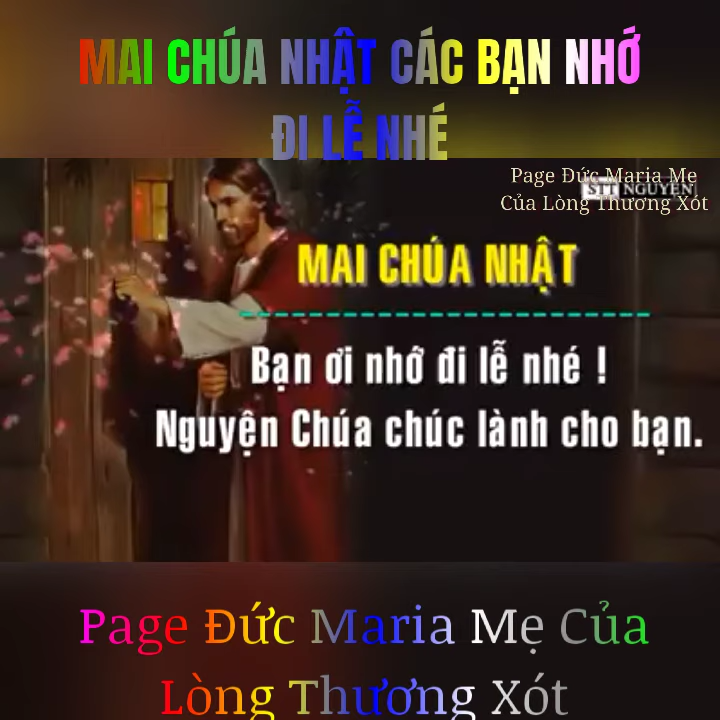 MAI CHÚA NHẬT CÁC BẠN NHỚ
ĐI LỄ NHÉ
Page Đức Maria Mẹ
STT NGUYỆN
Của Lòng Thương Xót
MAI CHÚA NHẬT
Bạn ơi nhớ đi lễ nhé !
Nguyện Chúa chúc lành cho bạn.
Page Đức Maria Mẹ Của
Lòng Thương Xót